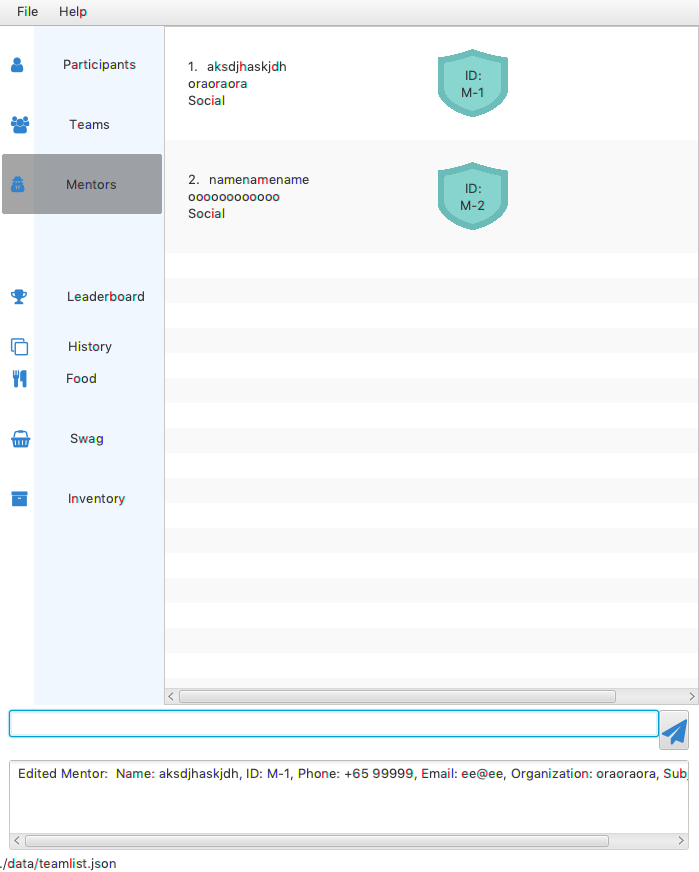 File Help
Participants
Teams
Mentors
Leaderboard
History
Food
Swag
Inventory
1. aksdjhaskjdh
oraoraora
Social
ID:
M-1
2. namenamename
oooooooooooo
Social
ID:
M-2
Edited Mentor: Name: aksdjhaskjdh, ID: M-1, Phone: +65 99999, Email: ee@ee, Organization: oraoraora, Sub
./data/teamlist.json